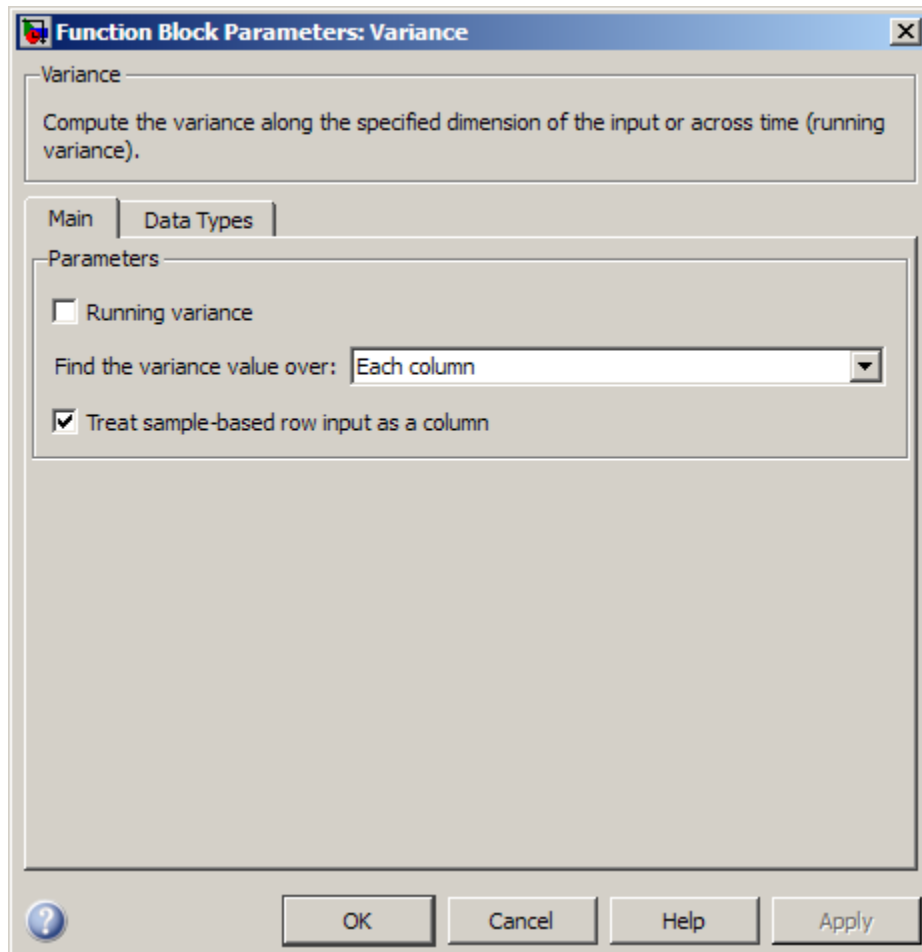 Function Block Parameters: Variance
Variance
Compute the variance along the specified dimension of the input or across time (running
variance).
Main Data Types
Parameters
Running variance
Find the variance value over: Each column
Treat sample-based row input as a column
OK Cancel Help Apply